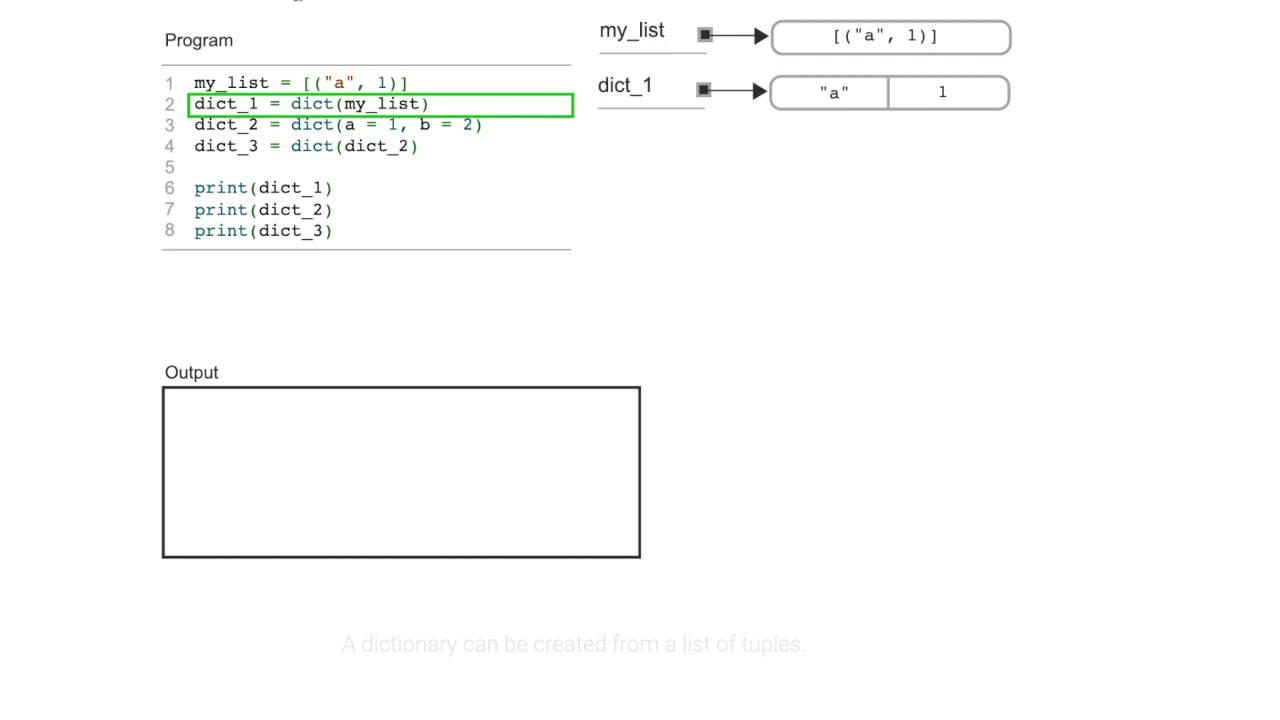 Program
my_list
[("a", 1)]
dict_1
"a"
1
1 my_list = [("a", 1)]
2 dict_1 = dict(my_list)
3 dict_2 = dict(a = 1, b = 2)
4 dict_3 = dict(dict_2)
5
6 print(dict_1)
7 print(dict_2)
8 print(dict_3)
Output
A dictionary can be created from a list of tuples.